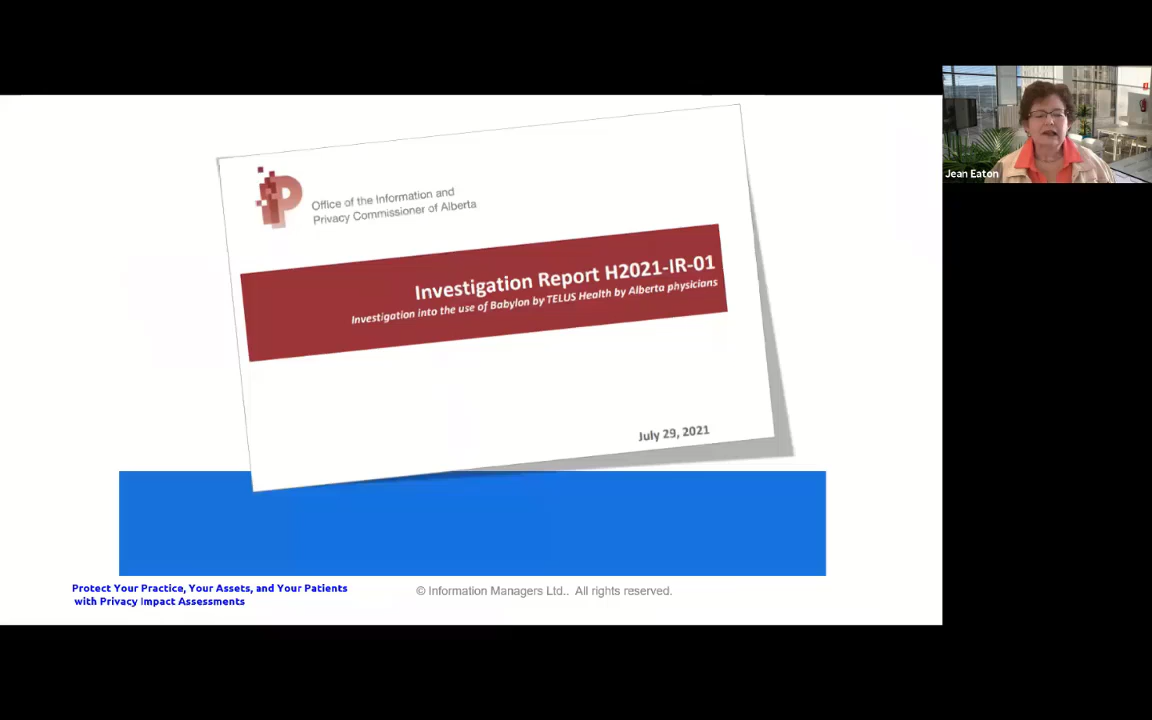 Office of the Information and
Privacy Commissioner of Alberta
Investigation Report H2021-IR-01
Investigation into the use of Babylon by TELUS Health by Alberta physicians
July 29, 2021
Protect Your Practice, Your Assets, and Your Patients
with Privacy Impact Assessments
© Information Managers Ltd.. All rights reserved.
Jean Eaton